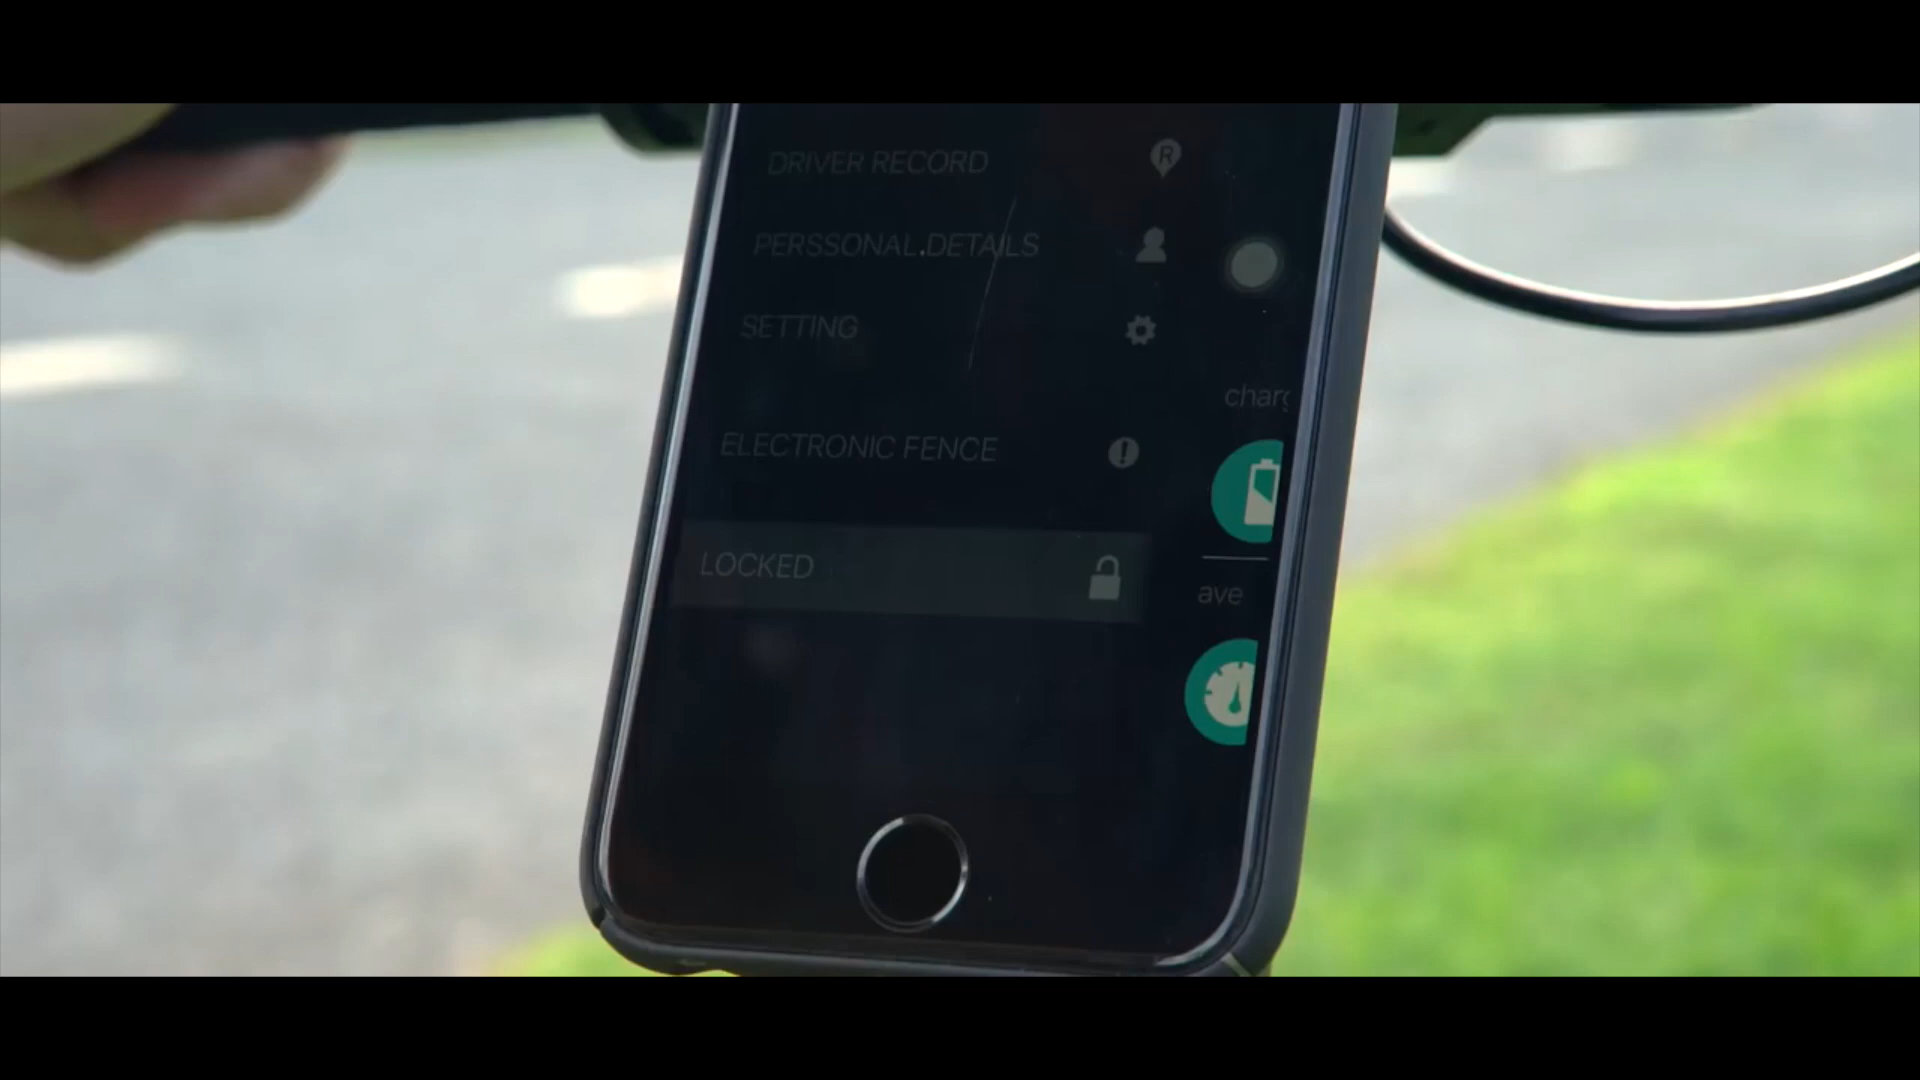 DRIVER RECORD
R
PERSSONAL.DETAILS
SETTING
charg
ELECTRONIC FENCE
LOCKED
ave